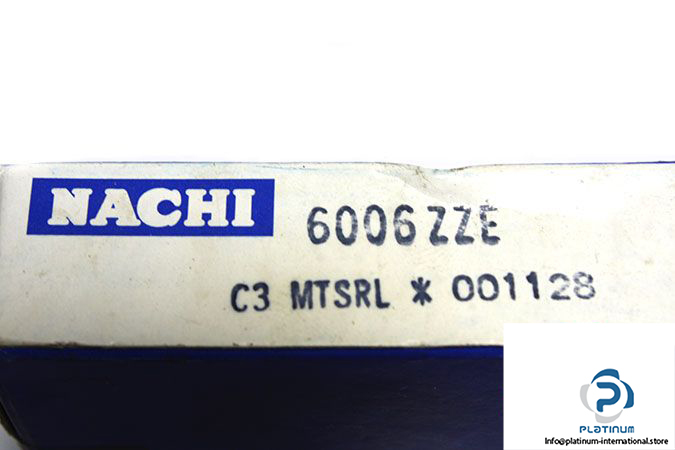 NACHI 6006ZZE
C3 MTSRL * 001128
P
PLATINUM
Info@platinum-international.store